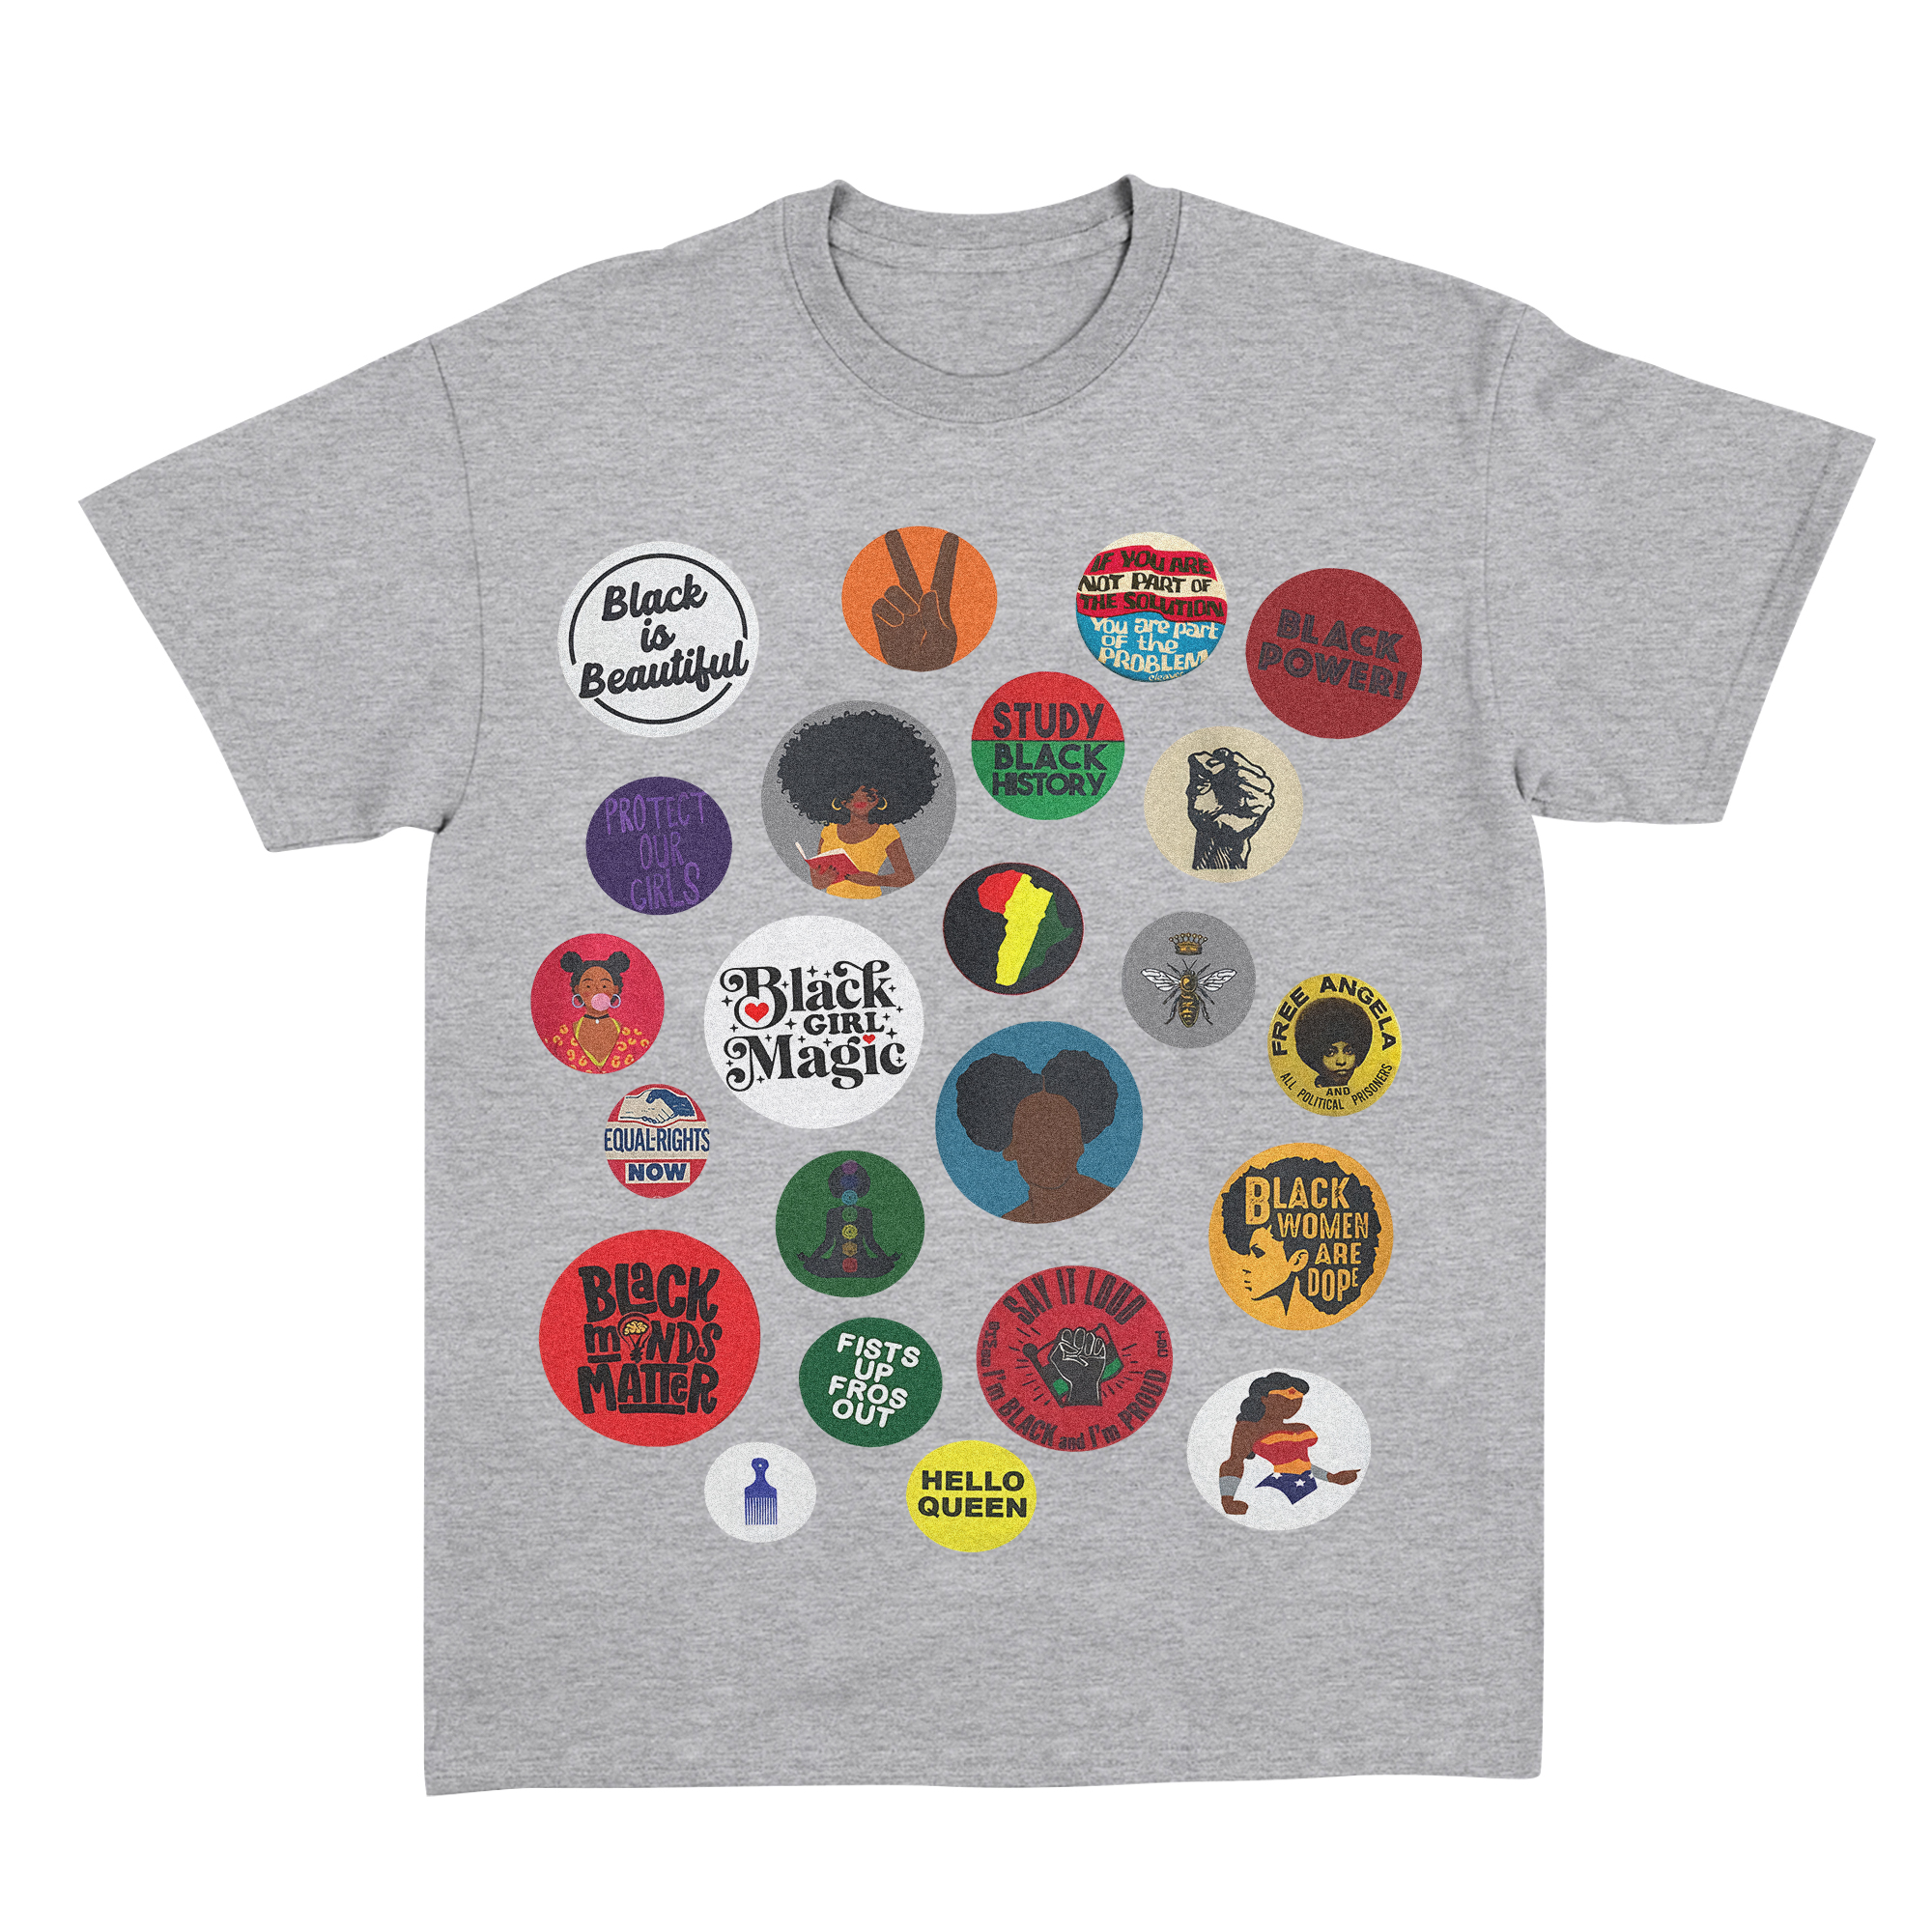 Black
is
Beautiful
IF YOU ARE
NOT PART OF
THE SOLUTION
You are part
OF the
PROBLEM
BLACK
POWER!
STUDY
BLACK
HISTORY
PROTECT
OUR
GIRLS
Black
GIRL
Magic
FREE ANGELA
AND
ALL POLITICAL PRISONERS
EQUAL-RIGHTS
NOW
BLACK
WOMEN
ARE
DOPE
BLaCK
MINDS
MATTeR
SAY IT LOUD
I'm BLACK and I'm PROUD
FISTS
UP
FROS
OUT
HELLO
QUEEN